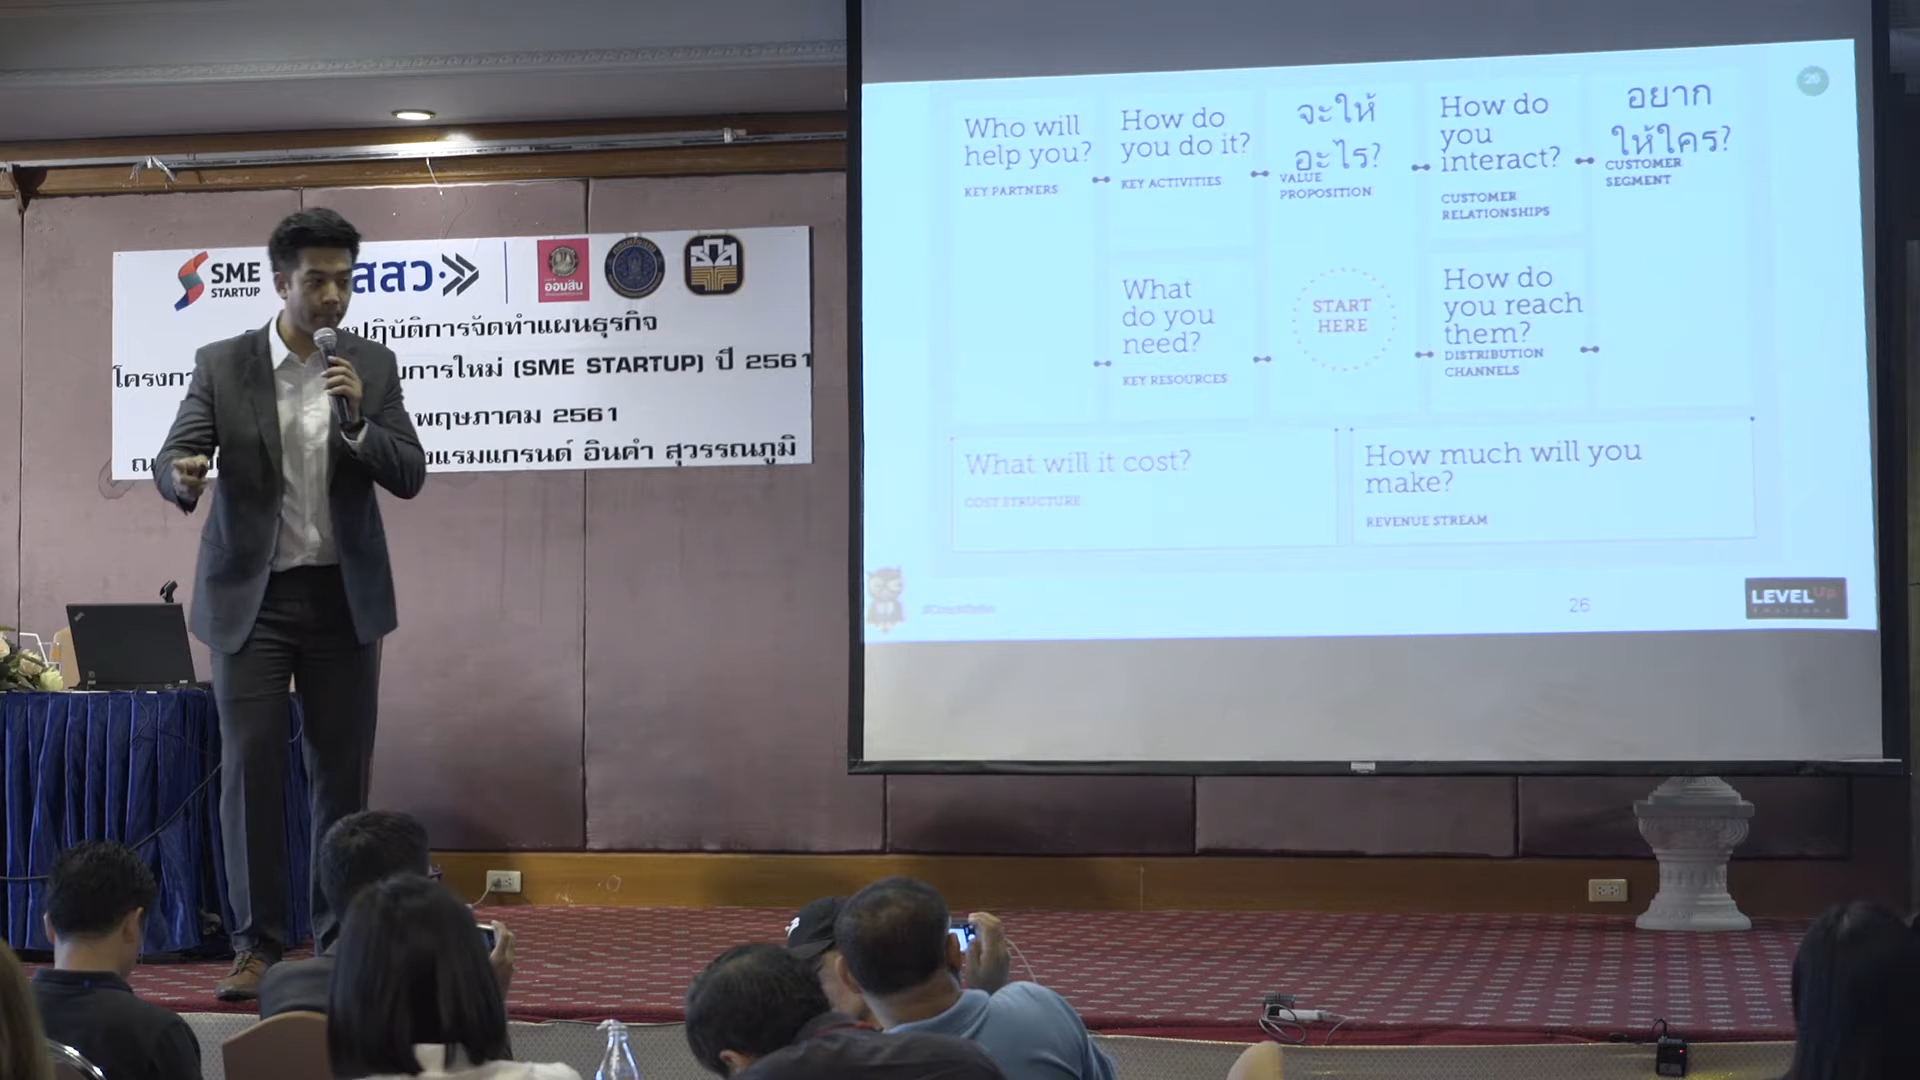 SME
STARTUP
สสว.
ออมสิน
ปฏิบัติการจัดทำแผนธุรกิจ
การใหม่ (SME STARTUP) ปี 2561
พฤษภาคม 2561
ณ
แรมแกรนด์ อินคำ สุวรรณภูมิ
26
Who will
help you?
KEY PARTNERS
How do
you do it?
KEY ACTIVITIES
จะให้
อะไร?
VALUE
PROPOSITION
How do
you
interact?
CUSTOMER
RELATIONSHIPS
อยาก
ให้ใคร?
CUSTOMER
SEGMENT
What
do you
need?
KEY RESOURCES
START
HERE
How do
you reach
them?
DISTRIBUTION
CHANNELS
What will it cost?
COST STRUCTURE
How much will you
make?
REVENUE STREAM
26
LEVEL Up